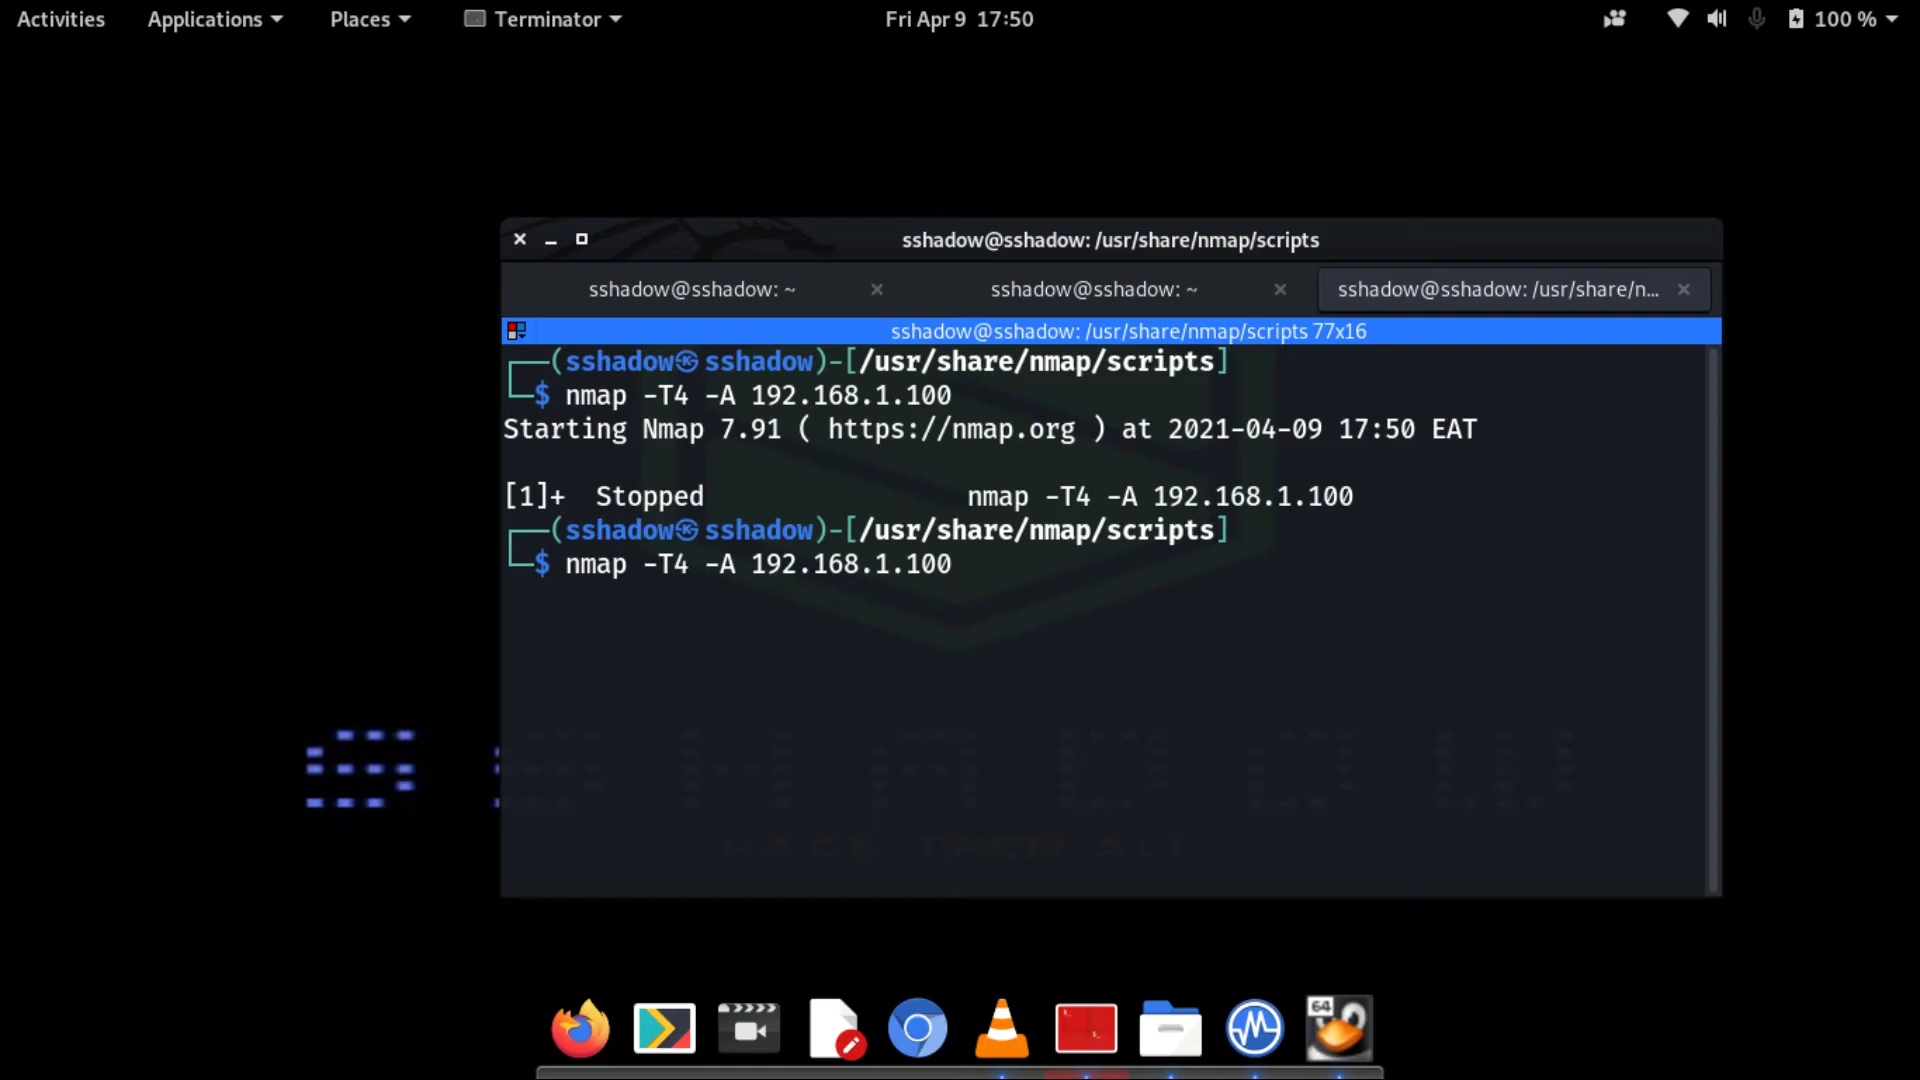 Activities Applications Places Terminator Fri Apr 9 17:50 100 %
sshadow@sshadow: /usr/share/nmap/scripts
sshadow@sshadow: ~ sshadow@sshadow: ~ sshadow@sshadow: /usr/share/n...
sshadow@sshadow: /usr/share/nmap/scripts 77x16
┌──(sshadow㉿sshadow)-[/usr/share/nmap/scripts]
└─$ nmap -T4 -A 192.168.1.100
Starting Nmap 7.91 ( https://nmap.org ) at 2021-04-09 17:50 EAT
[1]+  Stopped                 nmap -T4 -A 192.168.1.100
┌──(sshadow㉿sshadow)-[/usr/share/nmap/scripts]
└─$ nmap -T4 -A 192.168.1.100
S S H A D O W
HACK THEM ALL
64